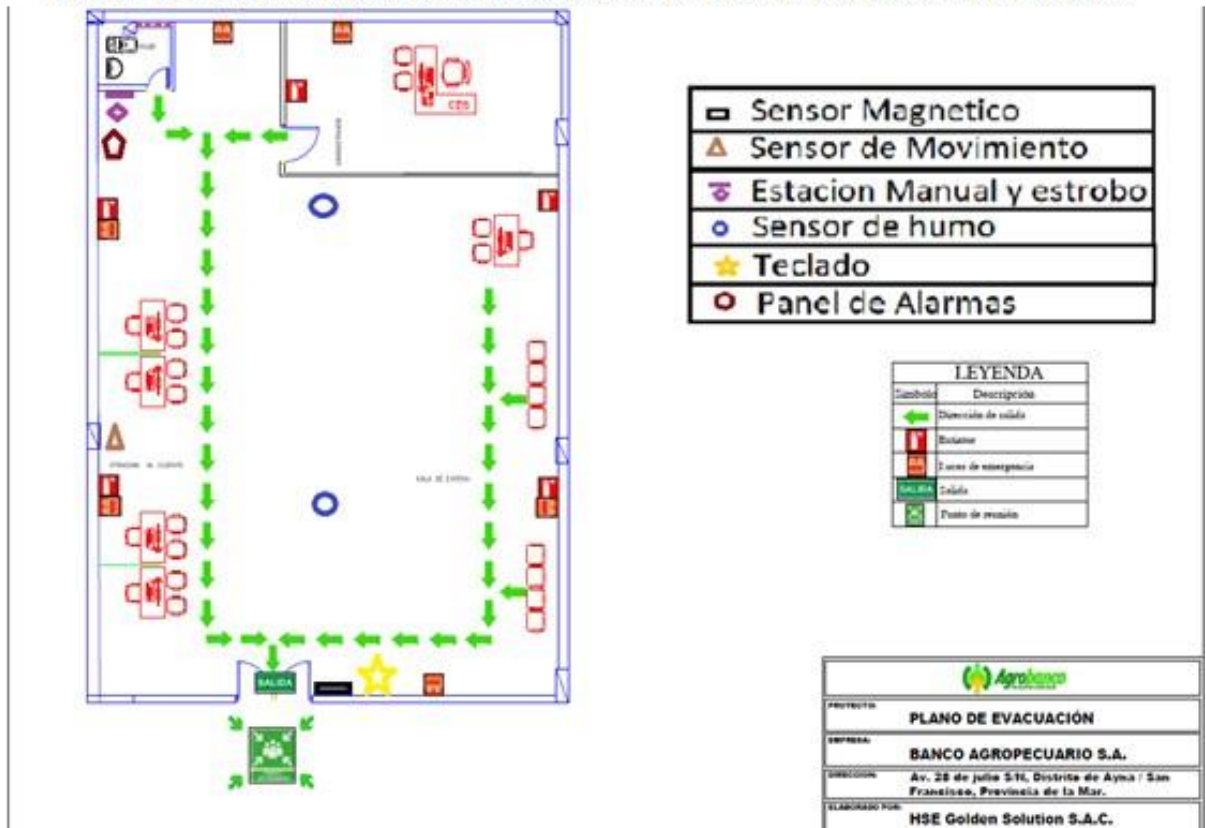 Sensor Magnetico
Sensor de Movimiento
Estacion Manual y estrobo
Sensor de humo
Teclado
Panel de Alarmas
LEYENDA
Simbolo Descripción
Dirección de salida
Extintor
Luces de emergencia
SALIDA Salida
Punto de reunión
SALIDA
Agrobanco
PROYECTO:
PLANO DE EVACUACIÓN
EMPRESA:
BANCO AGROPECUARIO S.A.
DIRECCION:
Av. 28 de julio S/N, Distrito de Ayna / San
Francisco, Provincia de la Mar.
ELABORADO POR:
HSE Golden Solution S.A.C.